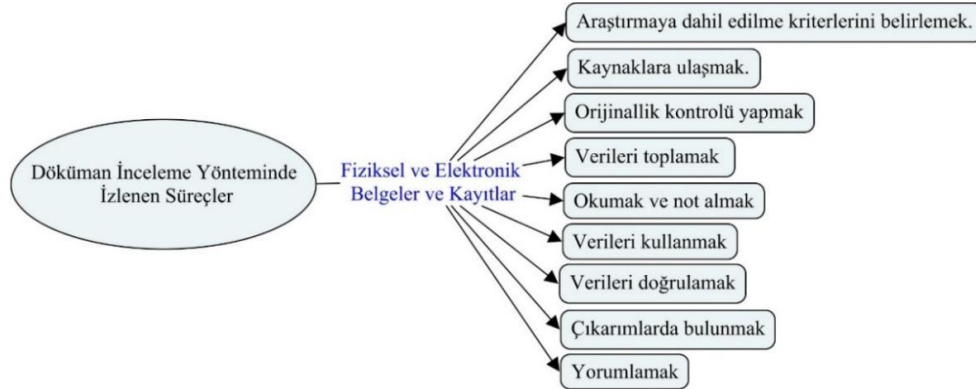 Döküman İnceleme Yönteminde
İzlenen Süreçler
Fiziksel ve Elektronik
Belgeler ve Kayıtlar
Araştırmaya dahil edilme kriterlerini belirlemek.
Kaynaklara ulaşmak.
Orijinallik kontrolü yapmak
Verileri toplamak
Okumak ve not almak
Verileri kullanmak
Verileri doğrulamak
Çıkarımlarda bulunmak
Yorumlamak